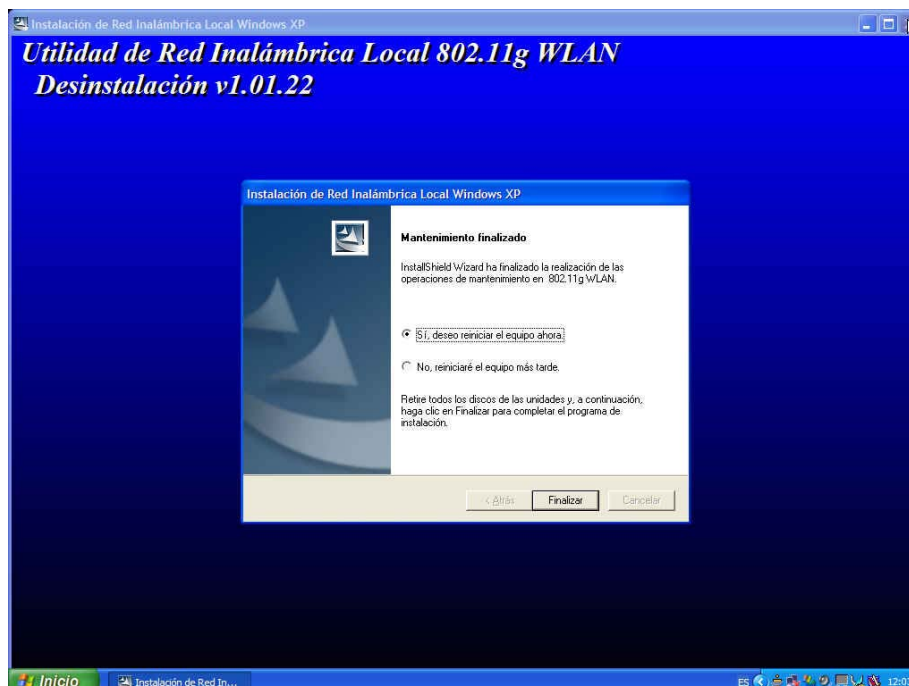 Instalación de Red Inalámbrica Local Windows XP
Utilidad de Red Inalámbrica Local 802.11g WLAN
Desinstalación v1.01.22
Instalación de Red Inalámbrica Local Windows XP
Mantenimiento finalizado
InstallShield Wizard ha finalizado la realización de las
operaciones de mantenimiento en 802.11g WLAN.
Sí, deseo reiniciar el equipo ahora.
No, reiniciaré el equipo más tarde.
Retire todos los discos de las unidades y, a continuación,
haga clic en Finalizar para completar el programa de
instalación.
< Atrás
Finalizar
Cancelar
Inicio
Instalación de Red In...
ES
12:03